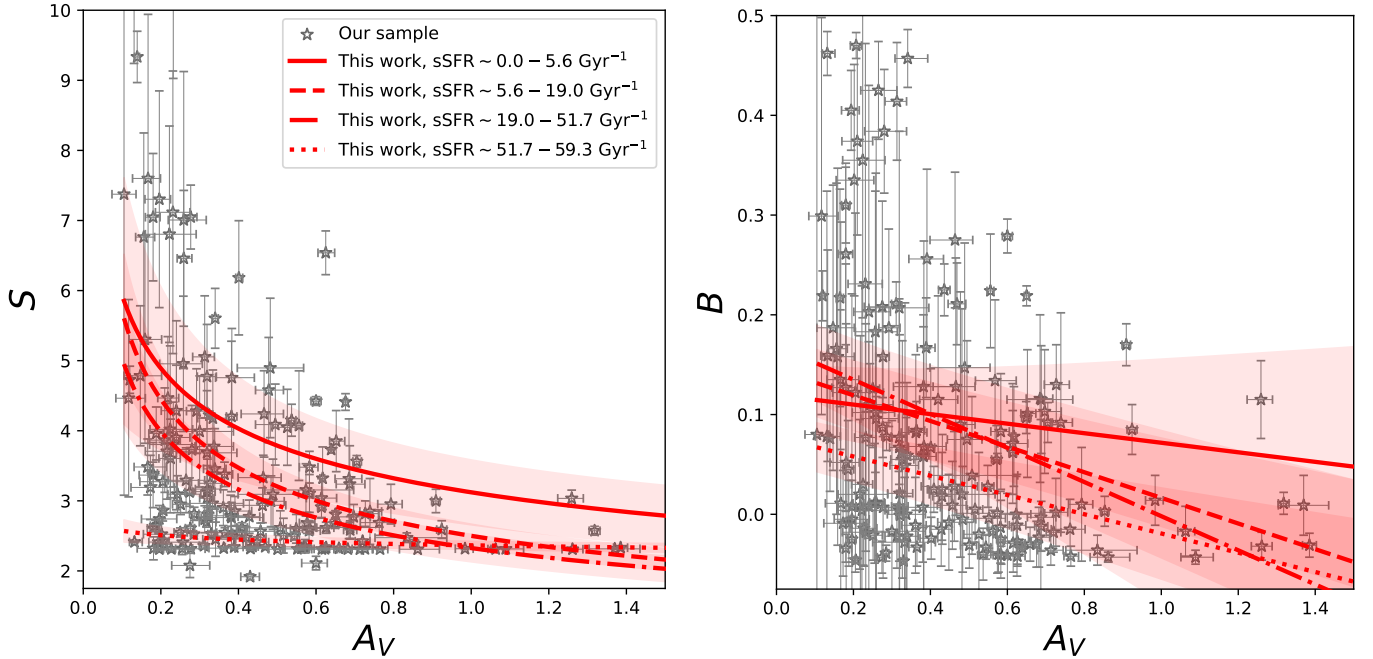 Our sample
This work, sSFR ∼ 0.0 − 5.6 Gyr⁻¹
This work, sSFR ∼ 5.6 − 19.0 Gyr⁻¹
This work, sSFR ∼ 19.0 − 51.7 Gyr⁻¹
This work, sSFR ∼ 51.7 − 59.3 Gyr⁻¹
10
9
8
7
6
5
4
3
2
S
0.0 0.2 0.4 0.6 0.8 1.0 1.2 1.4
A_V
0.5
0.4
0.3
0.2
0.1
0.0
B
0.0 0.2 0.4 0.6 0.8 1.0 1.2 1.4
A_V